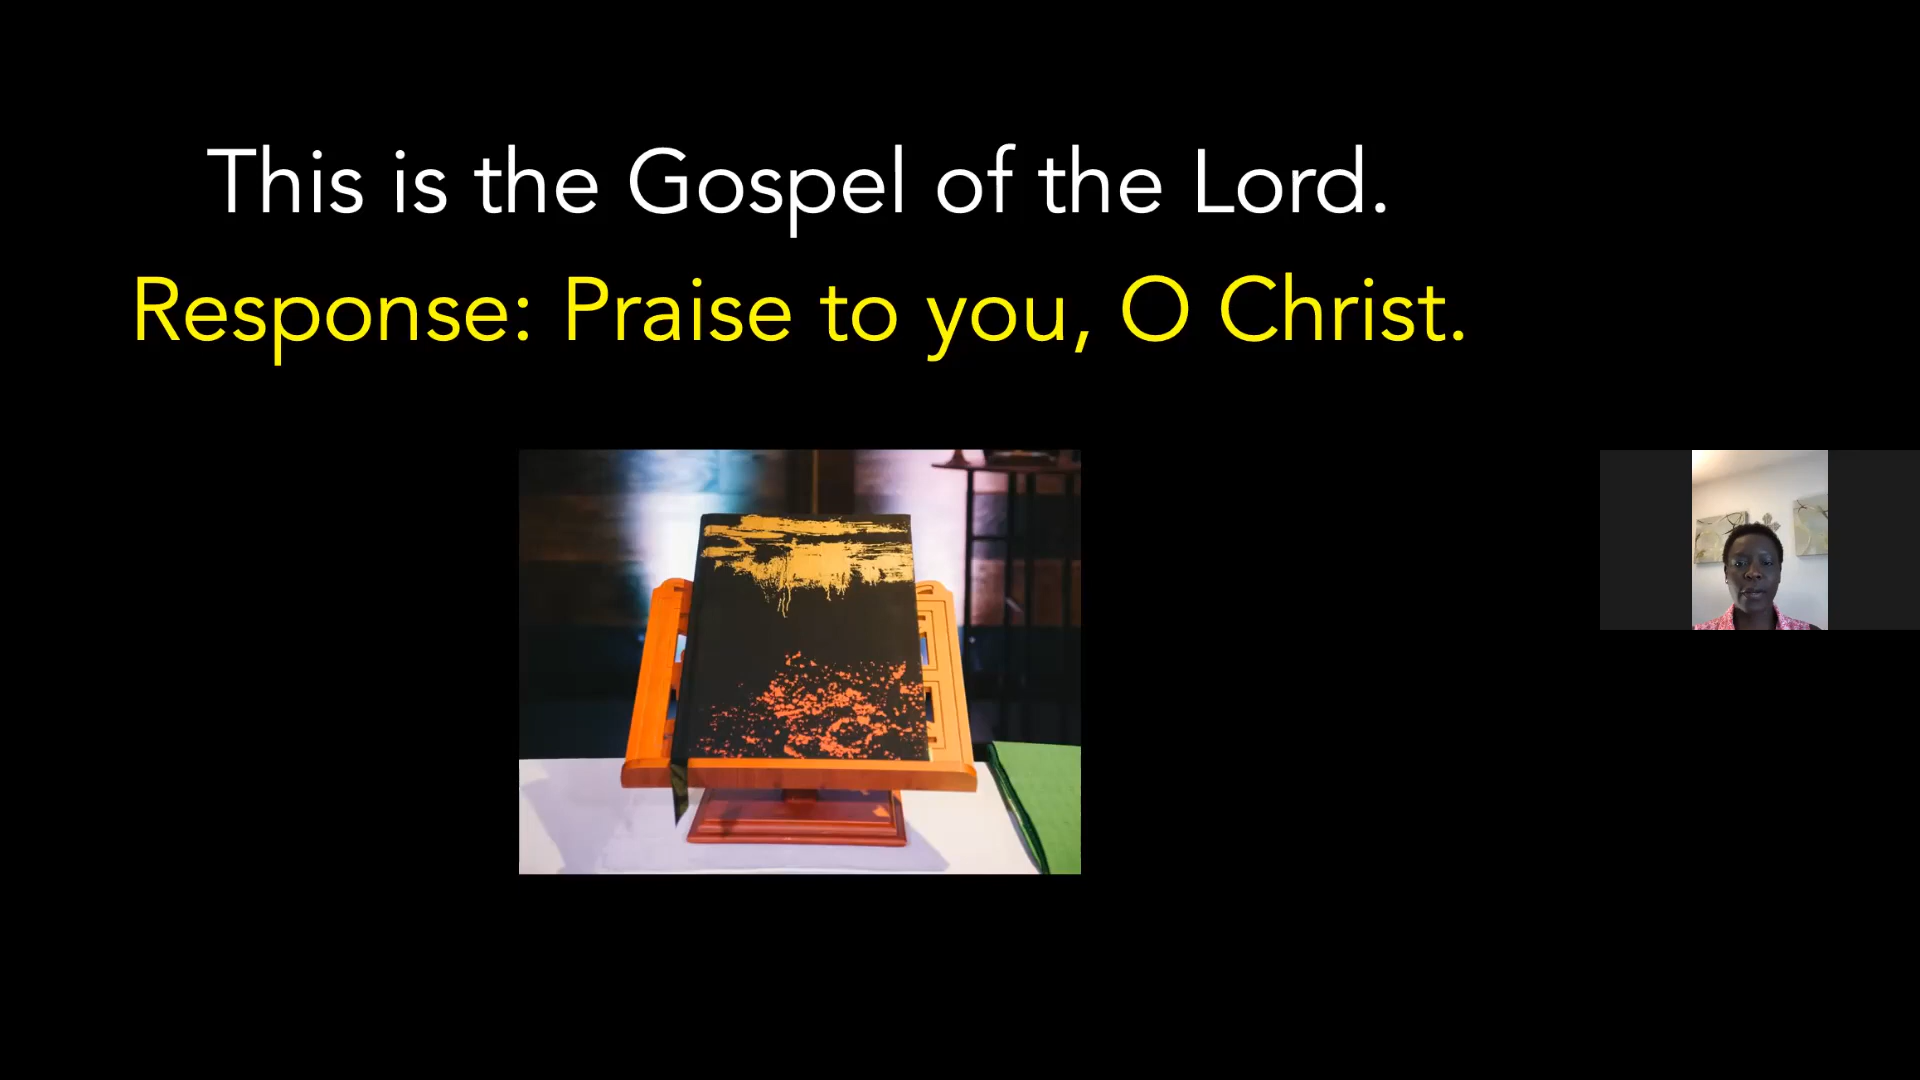 This is the Gospel of the Lord.
Response: Praise to you, O Christ.